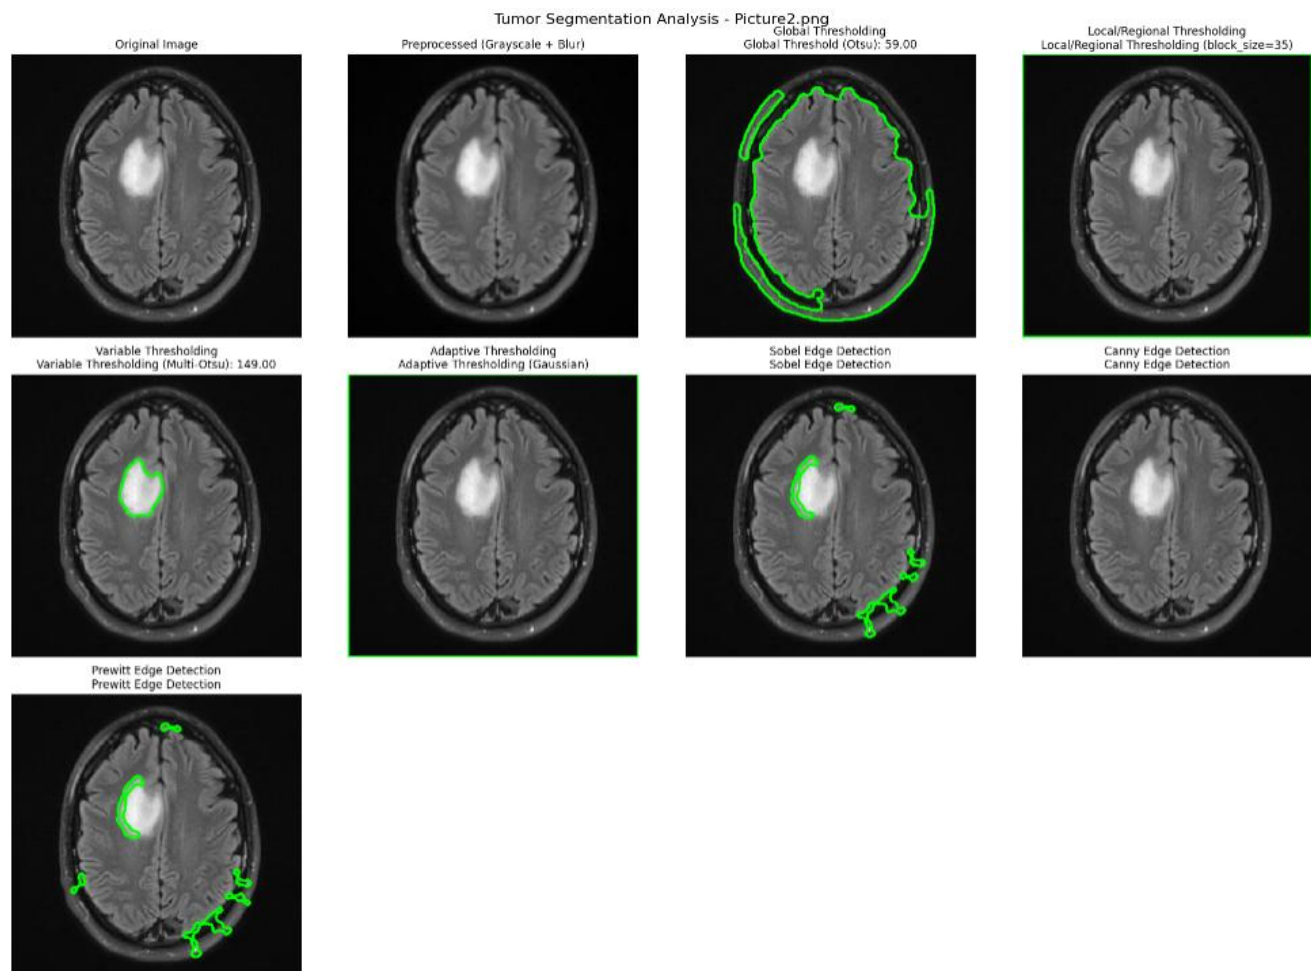 Tumor Segmentation Analysis - Picture2.png
Original Image
Preprocessed (Grayscale + Blur)
Global Thresholding
Global Threshold (Otsu): 59.00
Local/Regional Thresholding
Local/Regional Thresholding (block_size=35)
Variable Thresholding
Variable Thresholding (Multi-Otsu): 149.00
Adaptive Thresholding
Adaptive Thresholding (Gaussian)
Sobel Edge Detection
Sobel Edge Detection
Canny Edge Detection
Canny Edge Detection
Prewitt Edge Detection
Prewitt Edge Detection